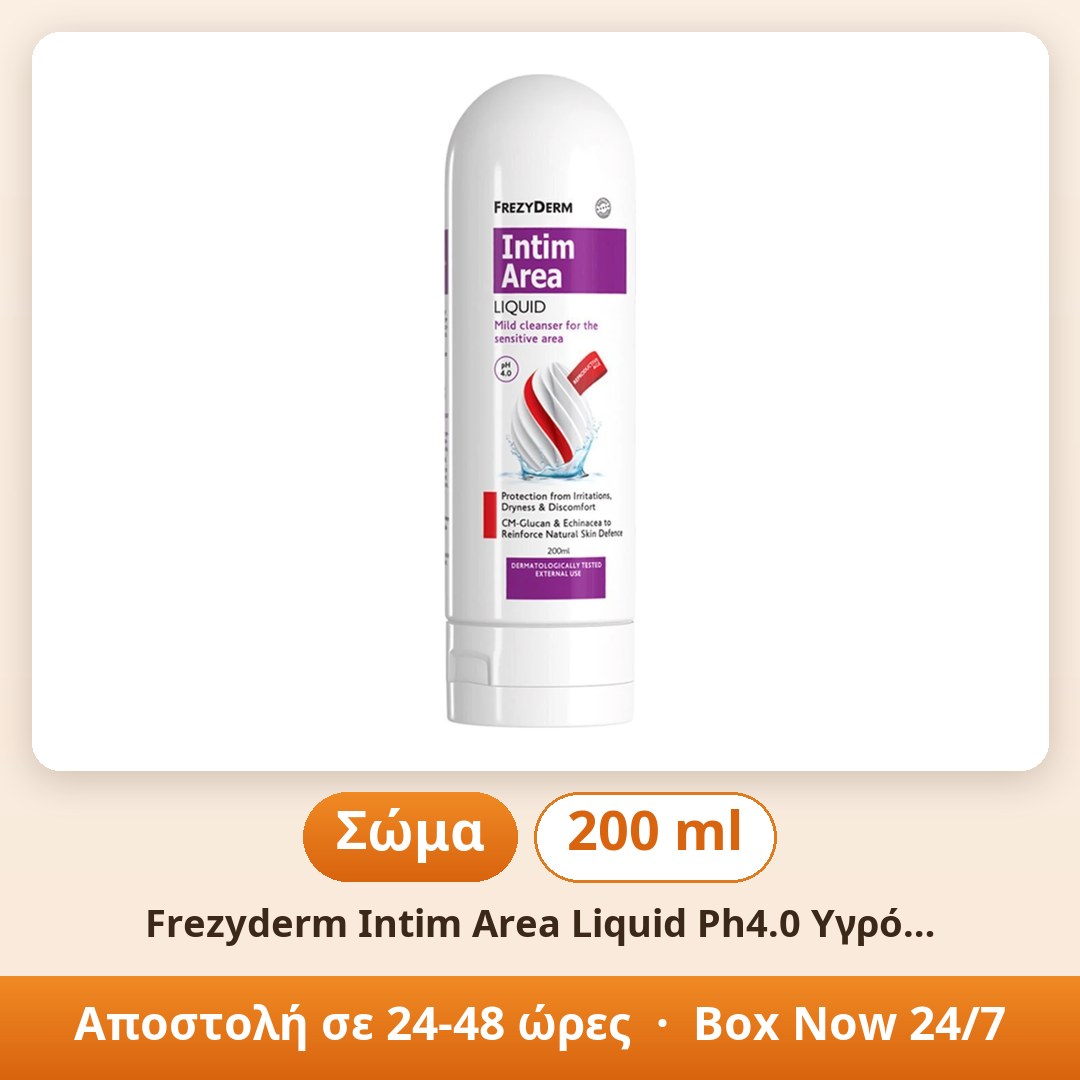 FREZYDERM
Intim
Area
LIQUID
Mild cleanser for the
sensitive area
pH
4.0
REPRODUCTIVE
AGE
Protection from Irritations,
Dryness & Discomfort
CM-Glucan & Echinacea to
Reinforce Natural Skin Defence
200ml
DERMATOLOGICALLY TESTED
EXTERNAL USE
Σώμα
200 ml
Frezyderm Intim Area Liquid Ph4.0 Υγρό...
Αποστολή σε 24-48 ώρες · Box Now 24/7